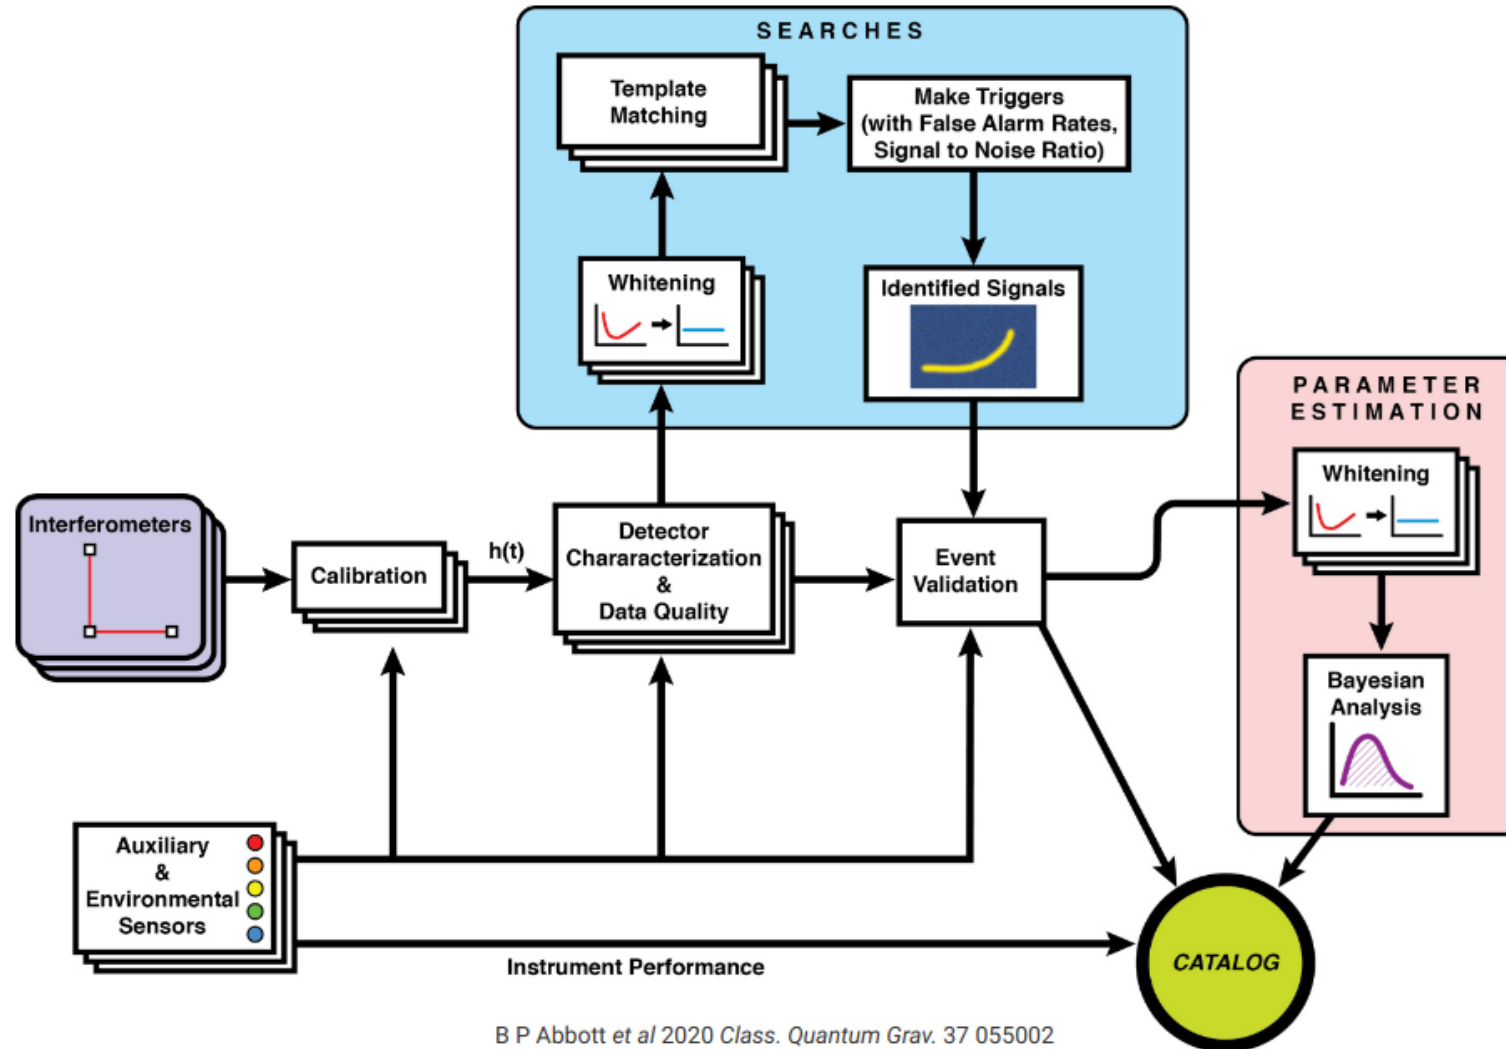 SEARCHES
Template
Matching
Make Triggers
(with False Alarm Rates,
Signal to Noise Ratio)
Whitening
Identified Signals
PARAMETER
ESTIMATION
Whitening
Interferometers
Calibration
h(t)
Detector
Chararacterization
&
Data Quality
Event
Validation
Bayesian
Analysis
Auxiliary
&
Environmental
Sensors
Instrument Performance
CATALOG
B P Abbott et al 2020 Class. Quantum Grav. 37 055002